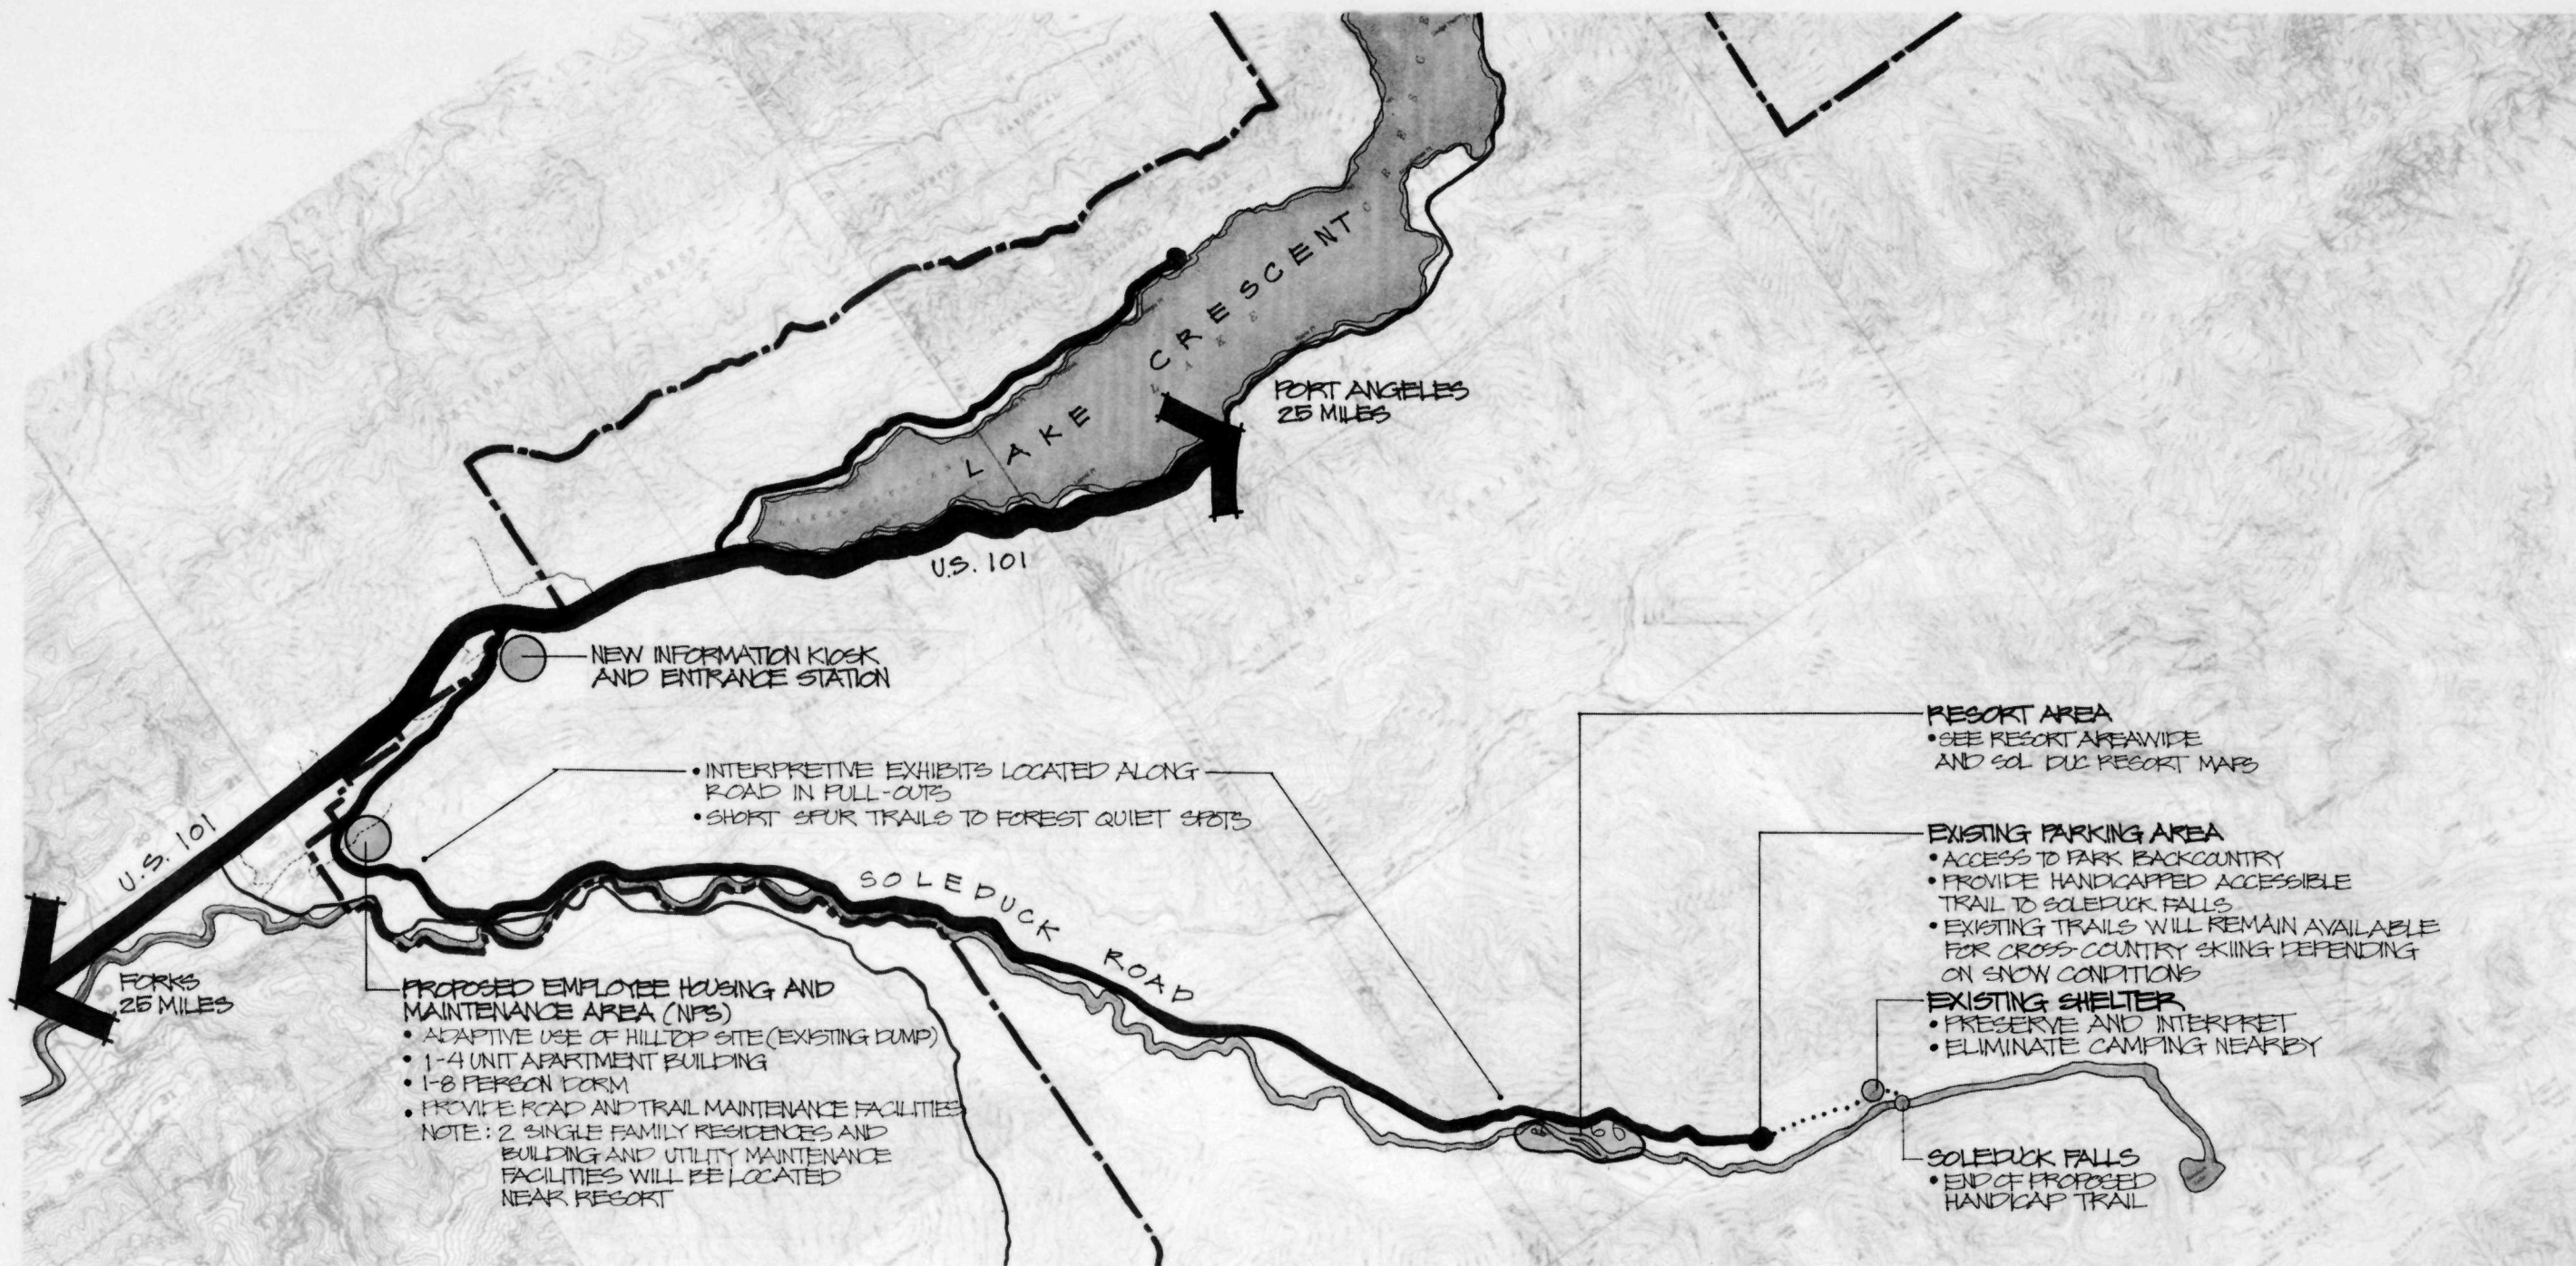 LAKE CRESCENT
PORT ANGELES
25 MILES
U.S. 101
NEW INFORMATION KIOSK
AND ENTRANCE STATION
• INTERPRETIVE EXHIBITS LOCATED ALONG
ROAD IN PULL-OUTS
• SHORT SPUR TRAILS TO FOREST QUIET SPOTS
U.S. 101
SOLEDUCK ROAD
FORKS
25 MILES
PROPOSED EMPLOYEE HOUSING AND
MAINTENANCE AREA (NPS)
• ADAPTIVE USE OF HILLTOP SITE (EXISTING DUMP)
• 1-4 UNIT APARTMENT BUILDING
• 1-8 PERSON DORM
• PROVIDE ROAD AND TRAIL MAINTENANCE FACILITIES
NOTE: 2 SINGLE FAMILY RESIDENCES AND
BUILDING AND UTILITY MAINTENANCE
FACILITIES WILL BE LOCATED
NEAR RESORT
RESORT AREA
• SEE RESORT AREAWIDE
AND SOL DUC RESORT MAPS
EXISTING PARKING AREA
• ACCESS TO PARK BACKCOUNTRY
• PROVIDE HANDICAPPED ACCESSIBLE
TRAIL TO SOLEDUCK FALLS
• EXISTING TRAILS WILL REMAIN AVAILABLE
FOR CROSS-COUNTRY SKIING DEPENDING
ON SNOW CONDITIONS
EXISTING SHELTER
• PRESERVE AND INTERPRET
• ELIMINATE CAMPING NEARBY
SOLEDUCK FALLS
• END OF PROPOSED
HANDICAP TRAIL